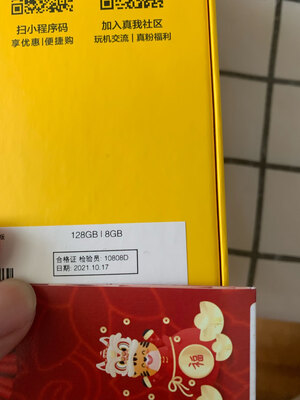 扫小程序码
享优惠|便捷购
加入真我社区
玩机交流|真粉福利
版
128GB | 8GB
合格证 检验员: 10808D
日期: 2021.10.17
福